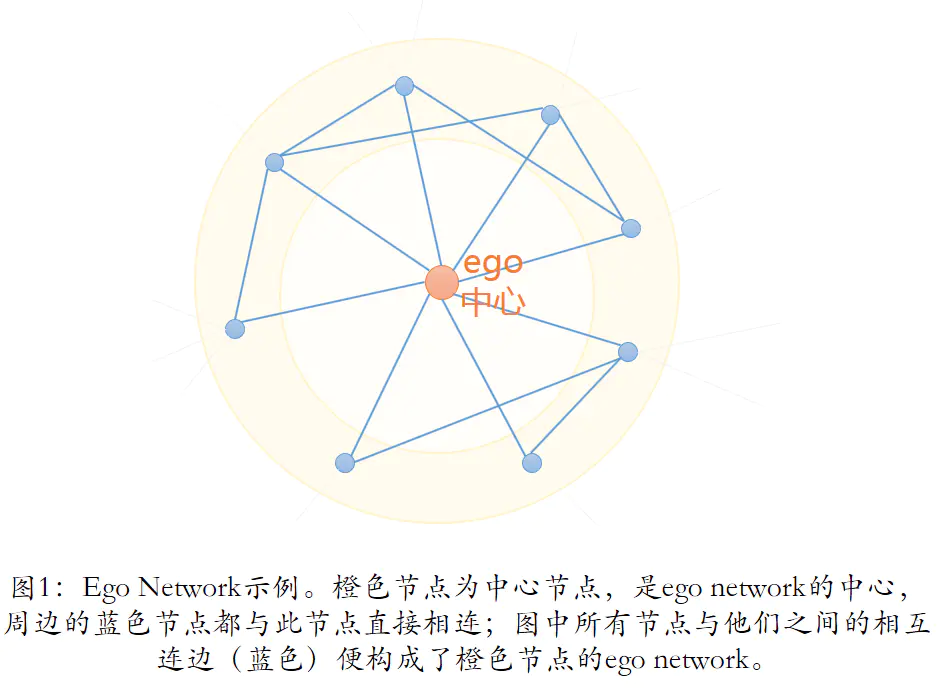 ego
中心
图1：Ego Network示例。橙色节点为中心节点，是ego network的中心，
周边的蓝色节点都与此节点直接相连；图中所有节点与他们之间的相互
连边（蓝色）便构成了橙色节点的ego network。